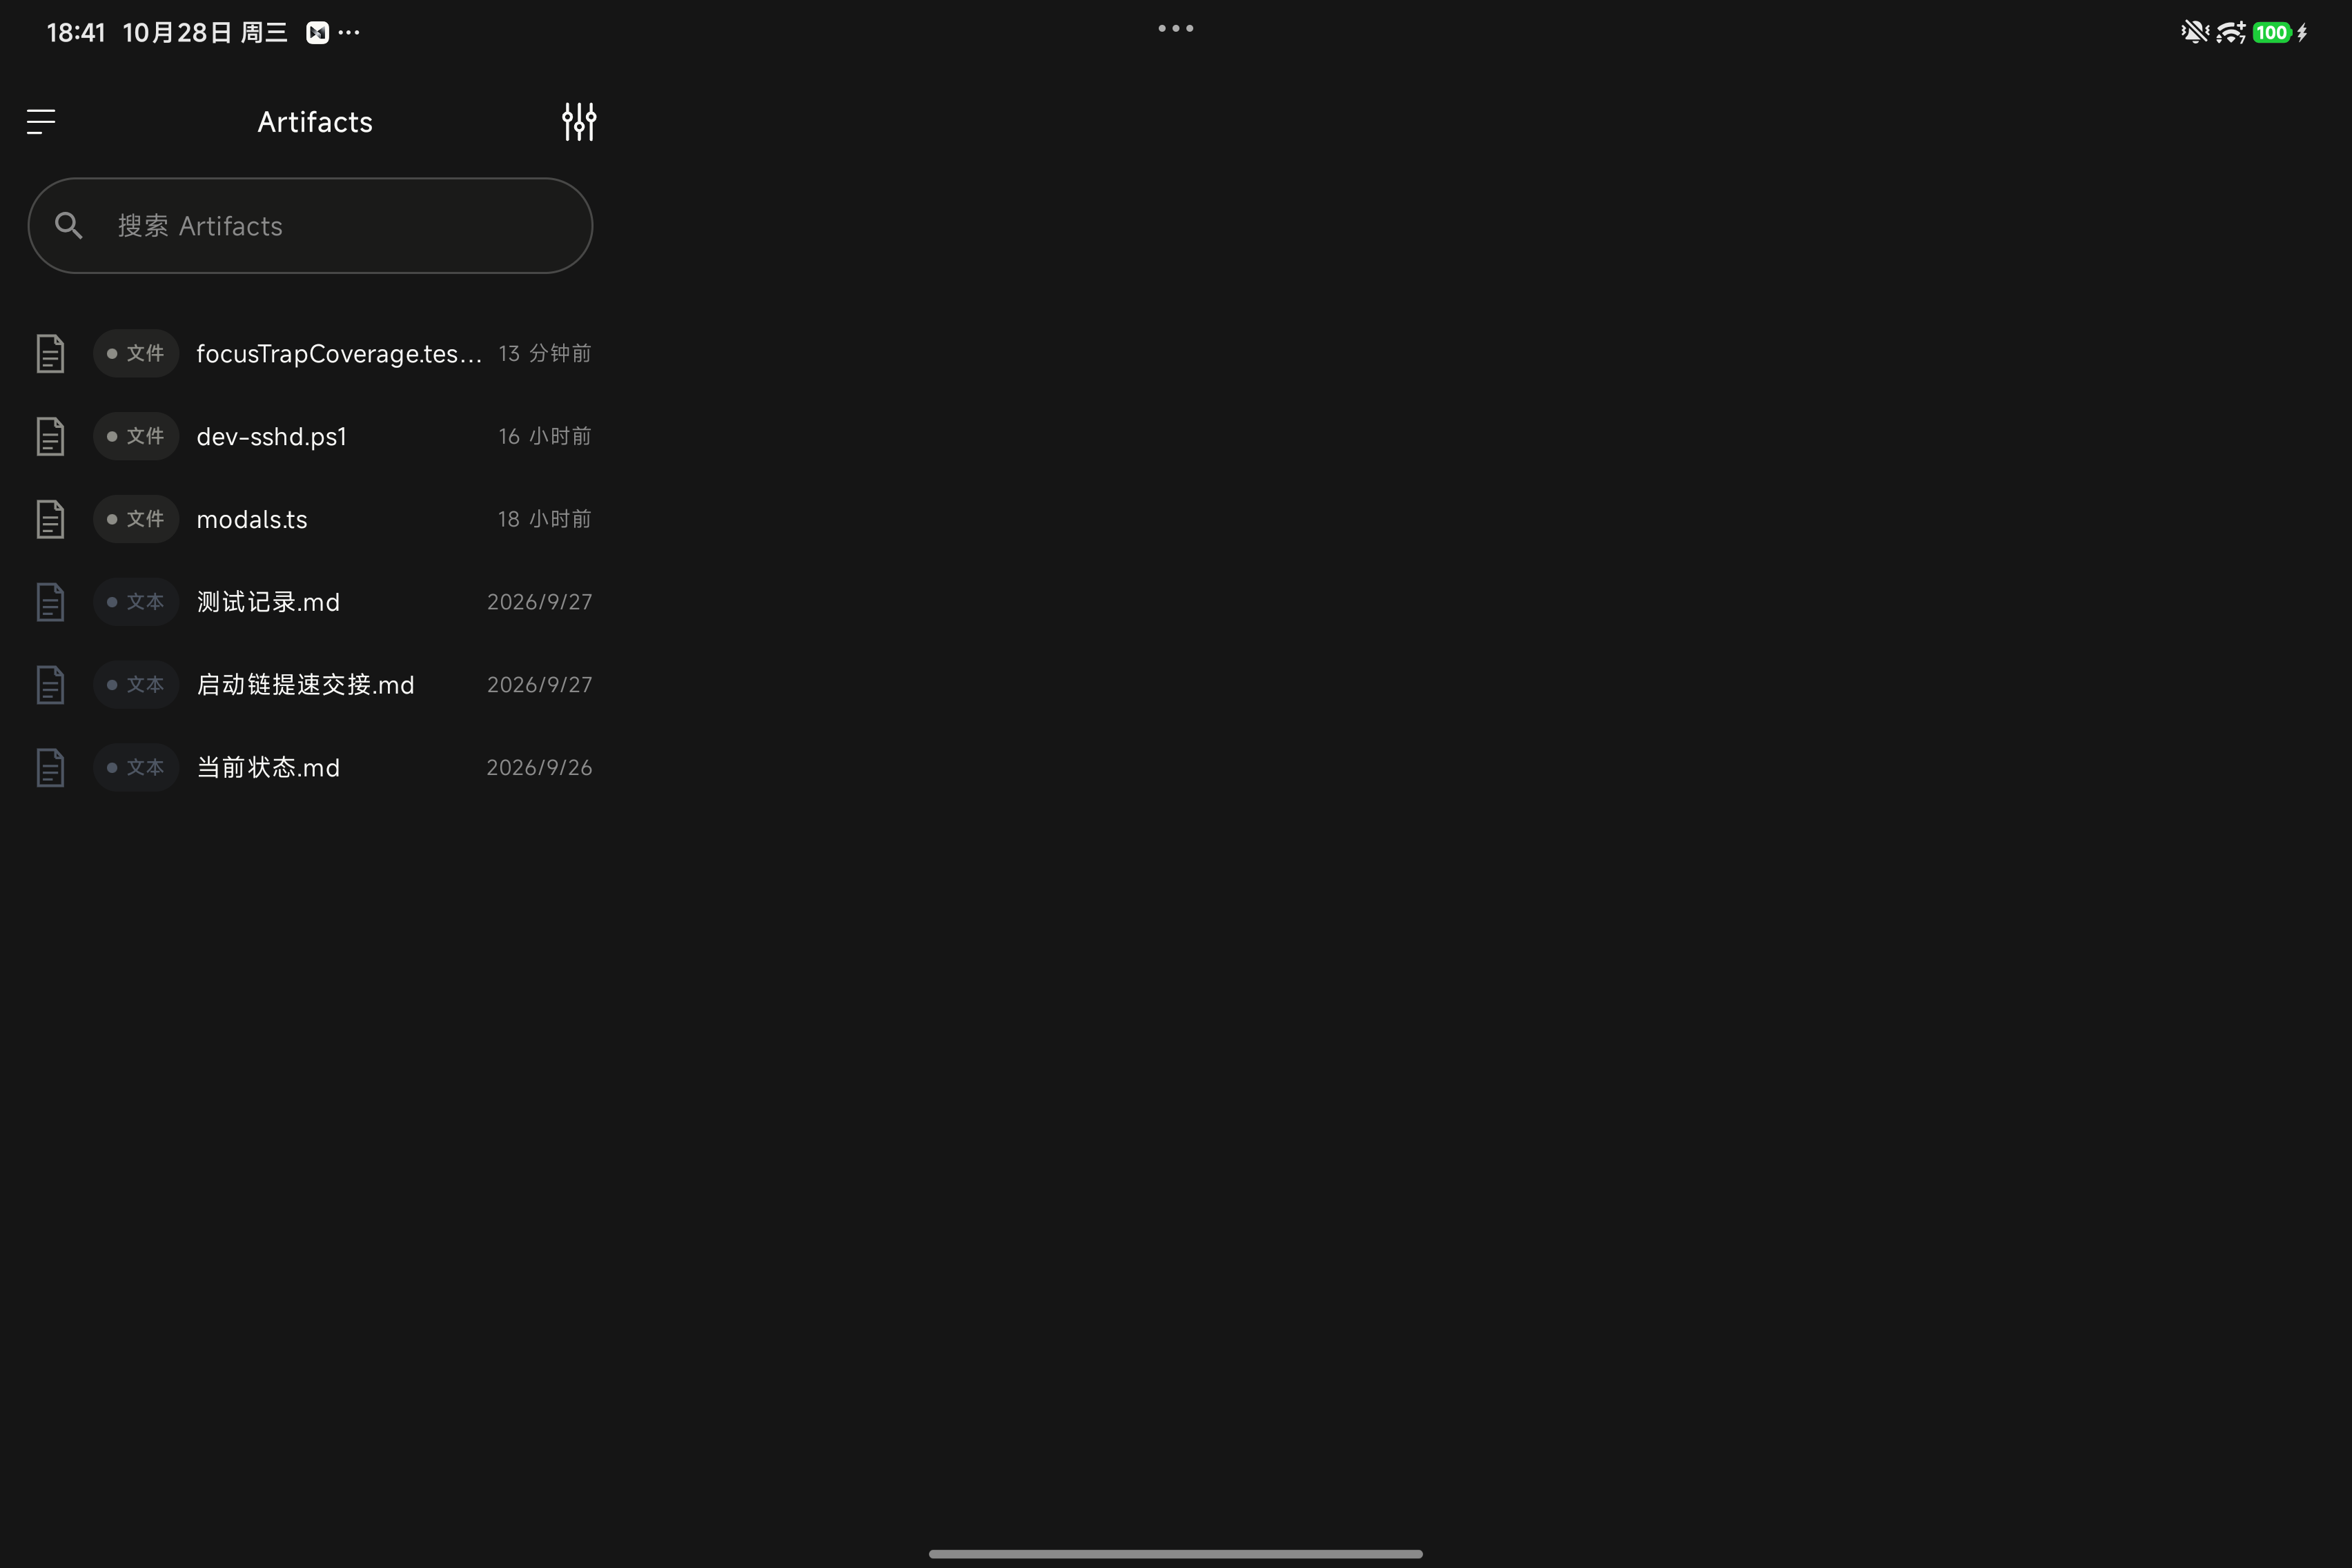 18:41 10月28日 周三 ···
100
Artifacts
搜索 Artifacts
文件 focusTrapCoverage.tes... 13 分钟前
文件 dev-sshd.ps1 16 小时前
文件 modals.ts 18 小时前
文本 测试记录.md 2026/9/27
文本 启动链提速交接.md 2026/9/27
文本 当前状态.md 2026/9/26